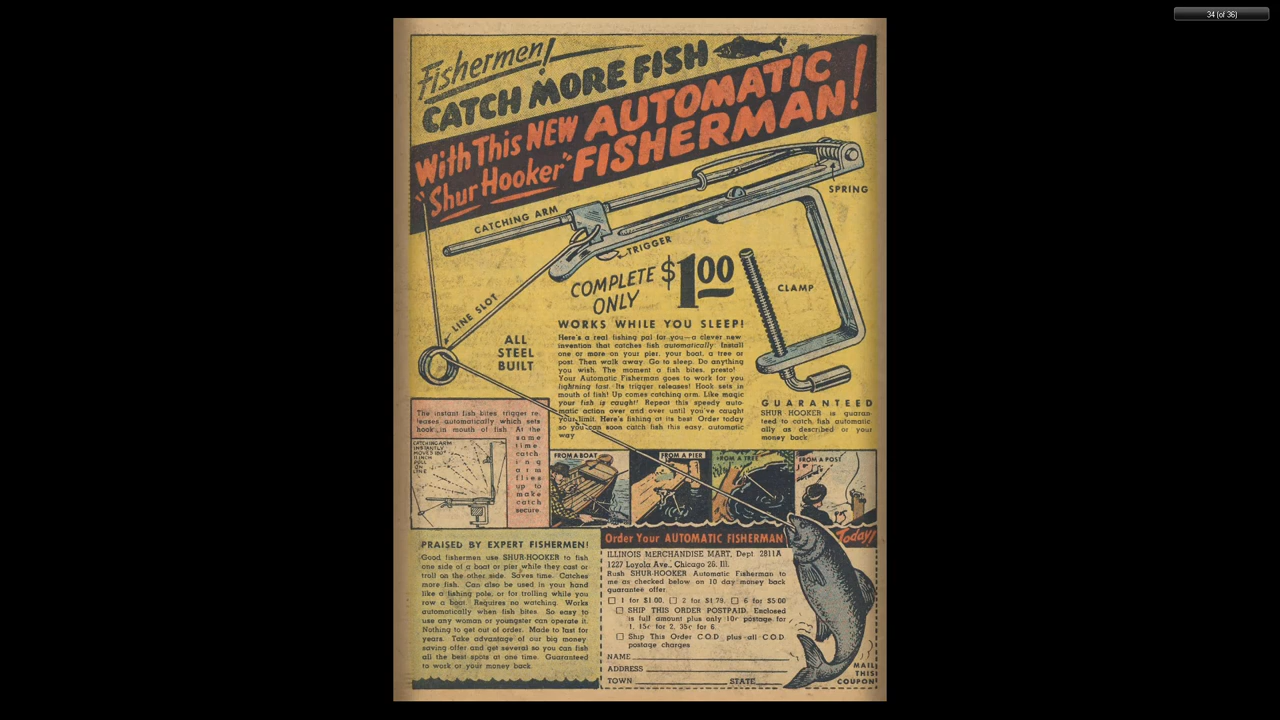 34 (of 36)
Fishermen!
CATCH MORE FISH
With This NEW AUTOMATIC
"Shur Hooker" FISHERMAN!
SPRING
CATCHING ARM
TRIGGER
COMPLETE $1.00
ONLY
CLAMP
LINE SLOT
ALL
STEEL
BUILT
WORKS WHILE YOU SLEEP!
Here's a real fishing pal for you—a clever new
invention that catches fish automatically. Install
one or more on your pier, your boat, a tree or
post. Then walk away. Go to sleep. Do anything
you wish. The moment a fish bites, presto!
Your Automatic Fisherman goes to work for you
lightning fast. Its trigger releases! Hook sets in
mouth of fish! Up comes catching arm. Like magic
your fish is caught! Repeat this speedy auto-
matic action over and over until you've caught
your limit. Here's fishing at its best. Order today
so you can soon catch fish this easy, automatic
way
GUARANTEED
SHUR HOOKER is guaran-
teed to catch fish automatic-
ally as described or your
money back.
The instant fish bites trigger re-
leases automatically which sets
hook in mouth of fish. At the
same
time
catch
ing
arm
flies
up to
make
catch
secure.
CATCHING ARM
INSTANTLY
MOVES 180°
PULL
ON
LINE
FROM A BOAT
FROM A PIER
FROM A TREE
FROM A POST
PRAISED BY EXPERT FISHERMEN!
Good fishermen use SHUR-HOOKER to fish
one side of a boat or pier while they cast or
troll on the other side. Saves time. Catches
more fish. Can also be used in your hand
like a fishing pole, or for trolling while you
row a boat. Requires no watching. Works
automatically when fish bites. So easy to
use any woman or youngster can operate it.
Nothing to get out of order. Made to last for
years. Take advantage of our big money
saving offer and get several so you can fish
all the best spots at one time. Guaranteed
to work or your money back.
Order Your AUTOMATIC FISHERMAN Today!
ILLINOIS MERCHANDISE MART, Dept 2811A
1227 Loyola Ave., Chicago 26, Ill.
Rush SHUR-HOOKER Automatic Fisherman to
me as checked below on 10 day money back
guarantee offer.
☐ 1 for $1.00. ☐ 2 for $1.79. ☐ 6 for $5.00
☐ SHIP THIS ORDER POSTPAID. Enclosed
is full amount plus only 10c postage for
1, 15c for 2, 35c for 6.
☐ Ship This Order C.O.D. plus all C.O.D.
postage charges
NAME
ADDRESS
TOWN STATE
MAIL
THIS
COUPON